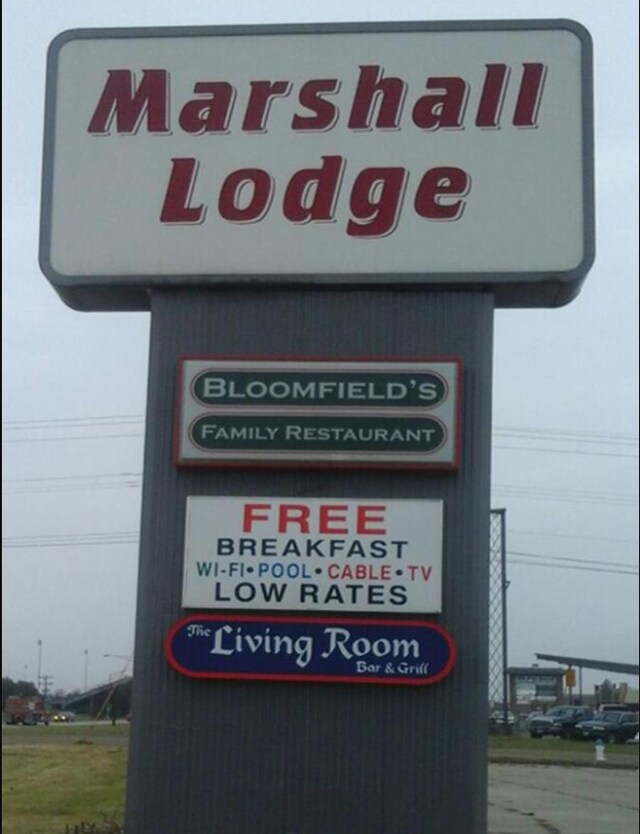 Marshall
Lodge
BLOOMFIELD'S
FAMILY RESTAURANT
FREE
BREAKFAST
WI-FI•POOL•CABLE•TV
LOW RATES
The Living Room
Bar & Grill